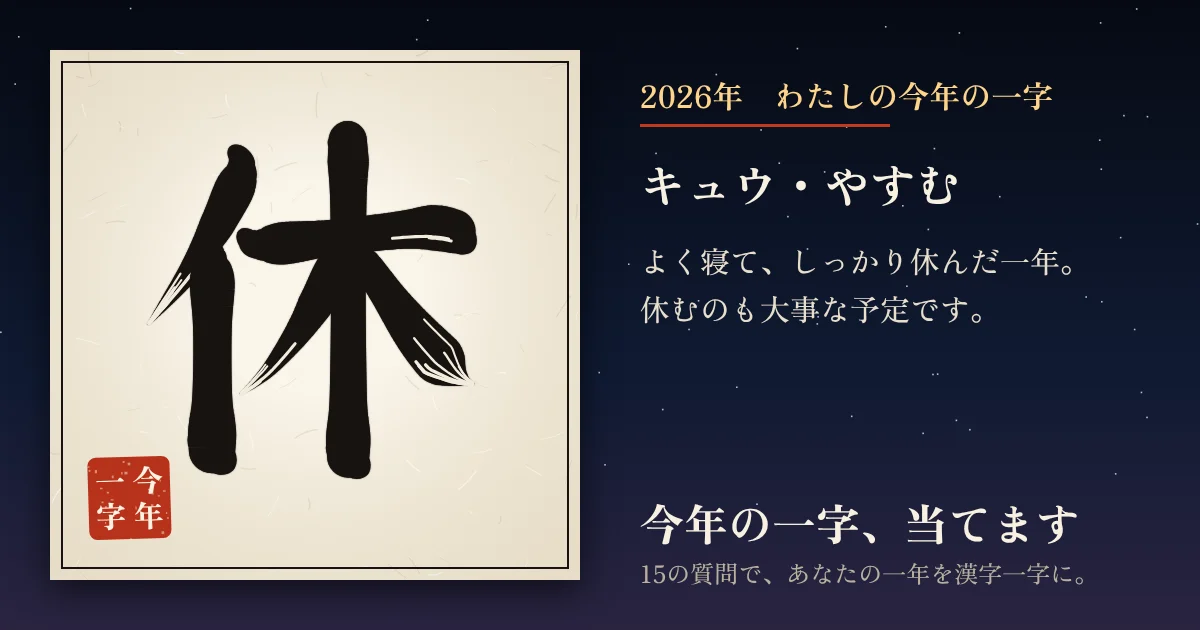 休
今年
一字
2026年　わたしの今年の一字
キュウ・やすむ
よく寝て、しっかり休んだ一年。
休むのも大事な予定です。
今年の一字、当てます
15の質問で、あなたの一年を漢字一字に。